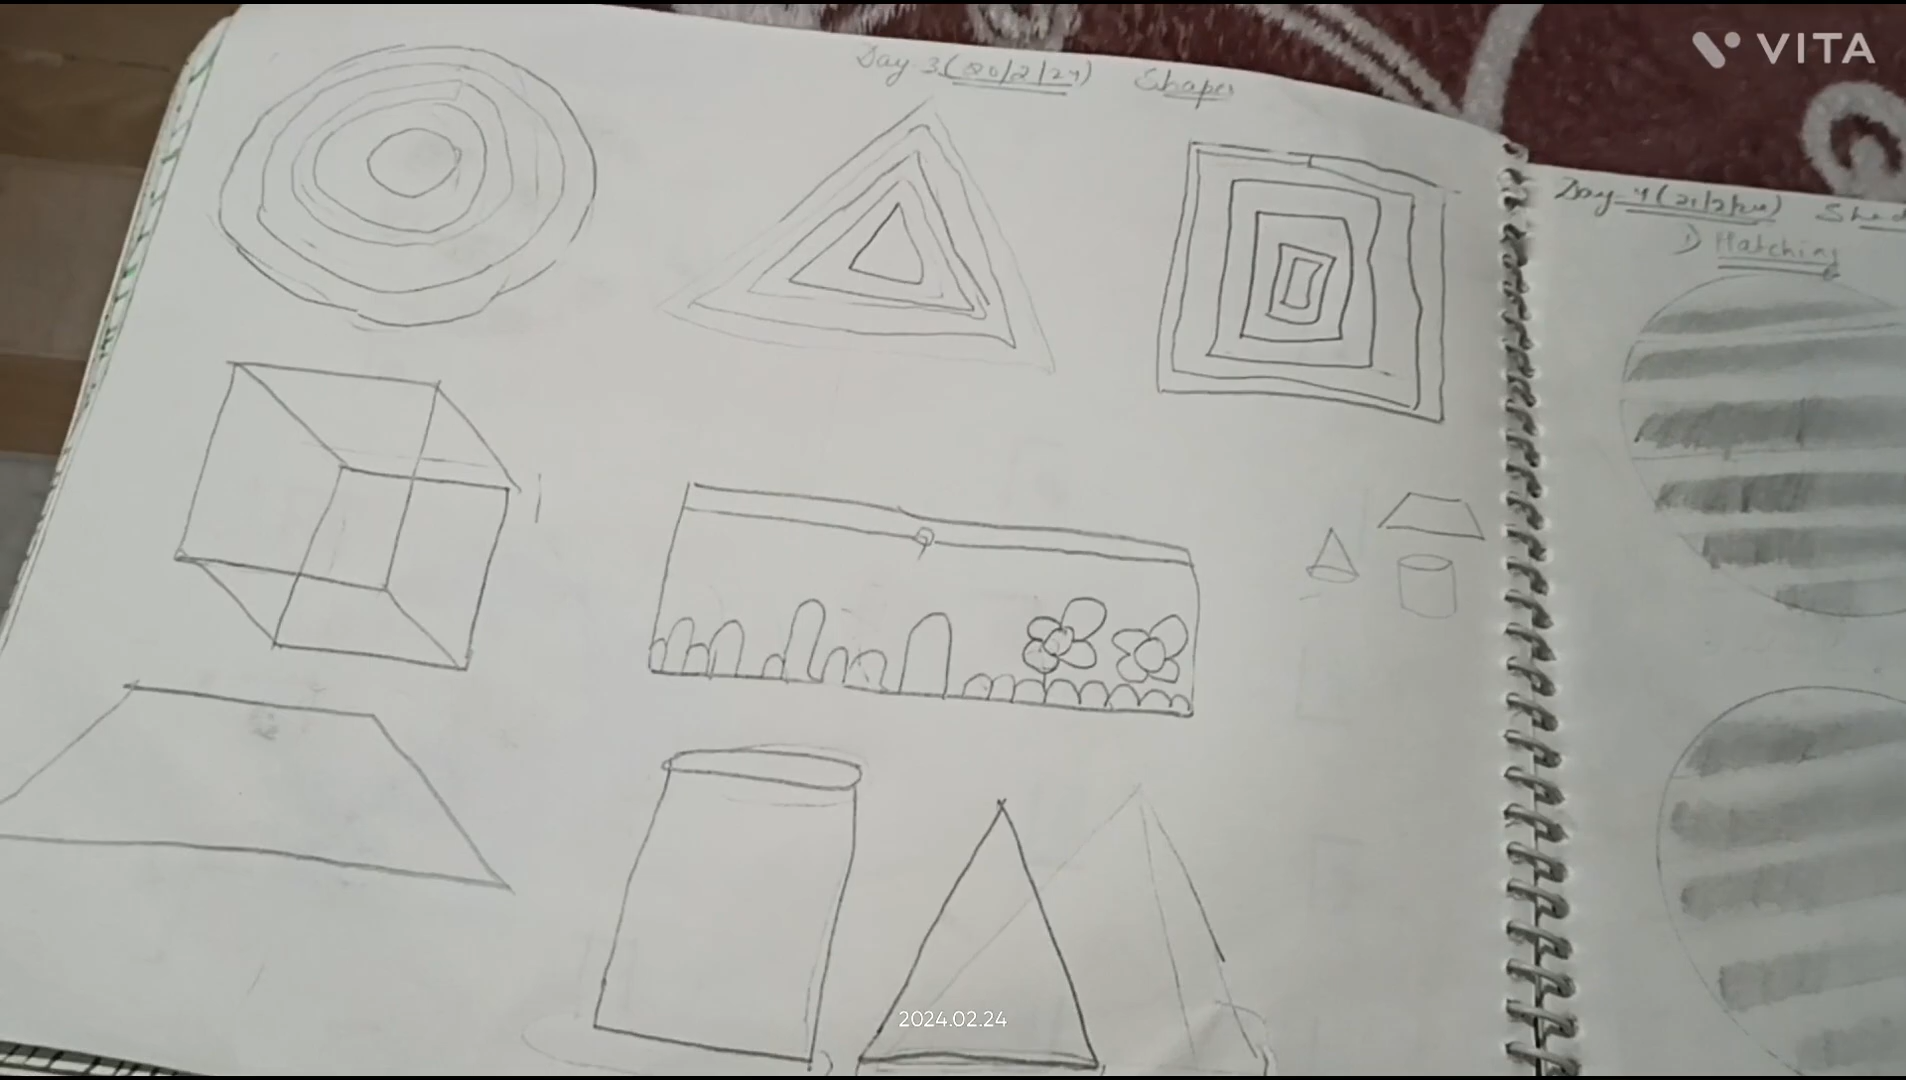 VITA
Day 3 (20/2/24) Shapes
Day-4 (21/2/24)
1) Hatching
2024.02.24